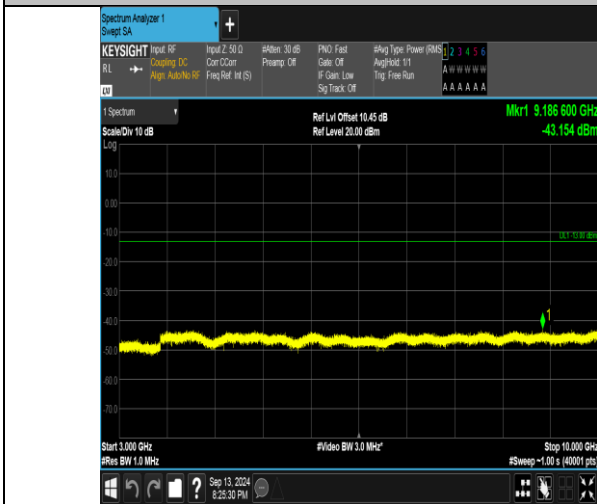 Spectrum Analyzer 1
Swept SA
+
KEYSIGHT
RL
Input: RF
Coupling: DC
Align: Auto/No RF
Input Z: 50 Ω
Corr CCorr
Freq Ref: Int (S)
#Atten: 30 dB
Preamp: Off
PNO: Fast
Gate: Off
IF Gain: Low
Sig Track: Off
#Avg Type: Power (RMS
Avg|Hold: 1/1
Trig: Free Run
1 2 3 4 5 6
A W W W W W
A A A A A A
1 Spectrum
Scale/Div 10 dB
Log
Ref Lvl Offset 10.45 dB
Ref Level 20.00 dBm
Mkr1 9.186 600 GHz
-43.154 dBm
10.0
0.00
-10.0
DL1 -13.00 dBm
-20.0
-30.0
-40.0
1
-50.0
-60.0
-70.0
Start 3.000 GHz
#Res BW 1.0 MHz
#Video BW 3.0 MHz*
Stop 10.000 GHz
#Sweep ~1.00 s (40001 pts)
?
Sep 13, 2024
8:25:30 PM